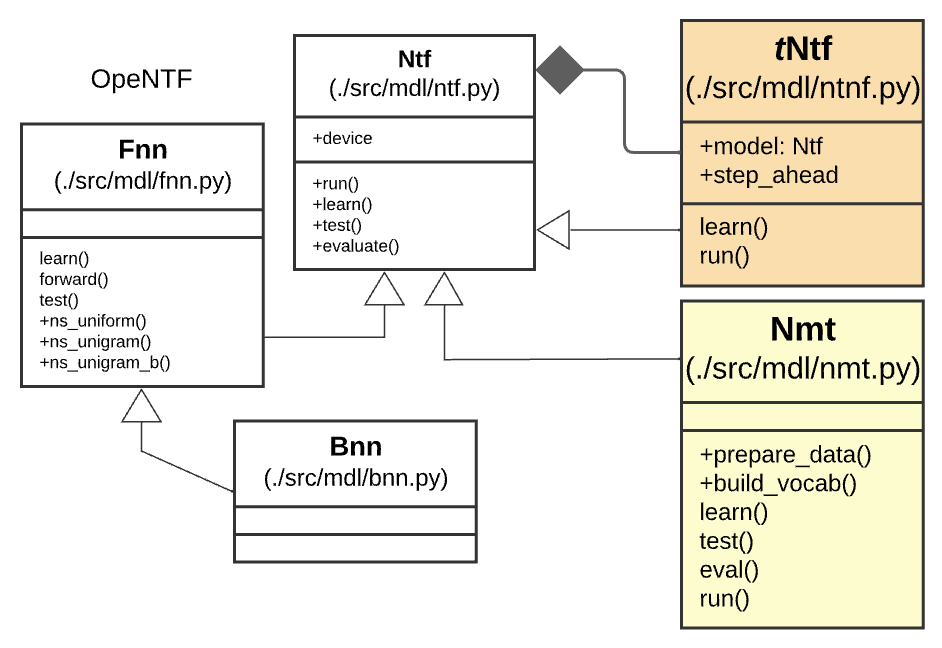 OpeNTF
Fnn
(./src/mdl/fnn.py)
learn()
forward()
test()
+ns_uniform()
+ns_unigram()
+ns_unigram_b()
Ntf
(./src/mdl/ntf.py)
+device
+run()
+learn()
+test()
+evaluate()
Bnn
(./src/mdl/bnn.py)
tNtf
(./src/mdl/ntnf.py)
+model: Ntf
+step_ahead
learn()
run()
Nmt
(./src/mdl/nmt.py)
+prepare_data()
+build_vocab()
learn()
test()
eval()
run()